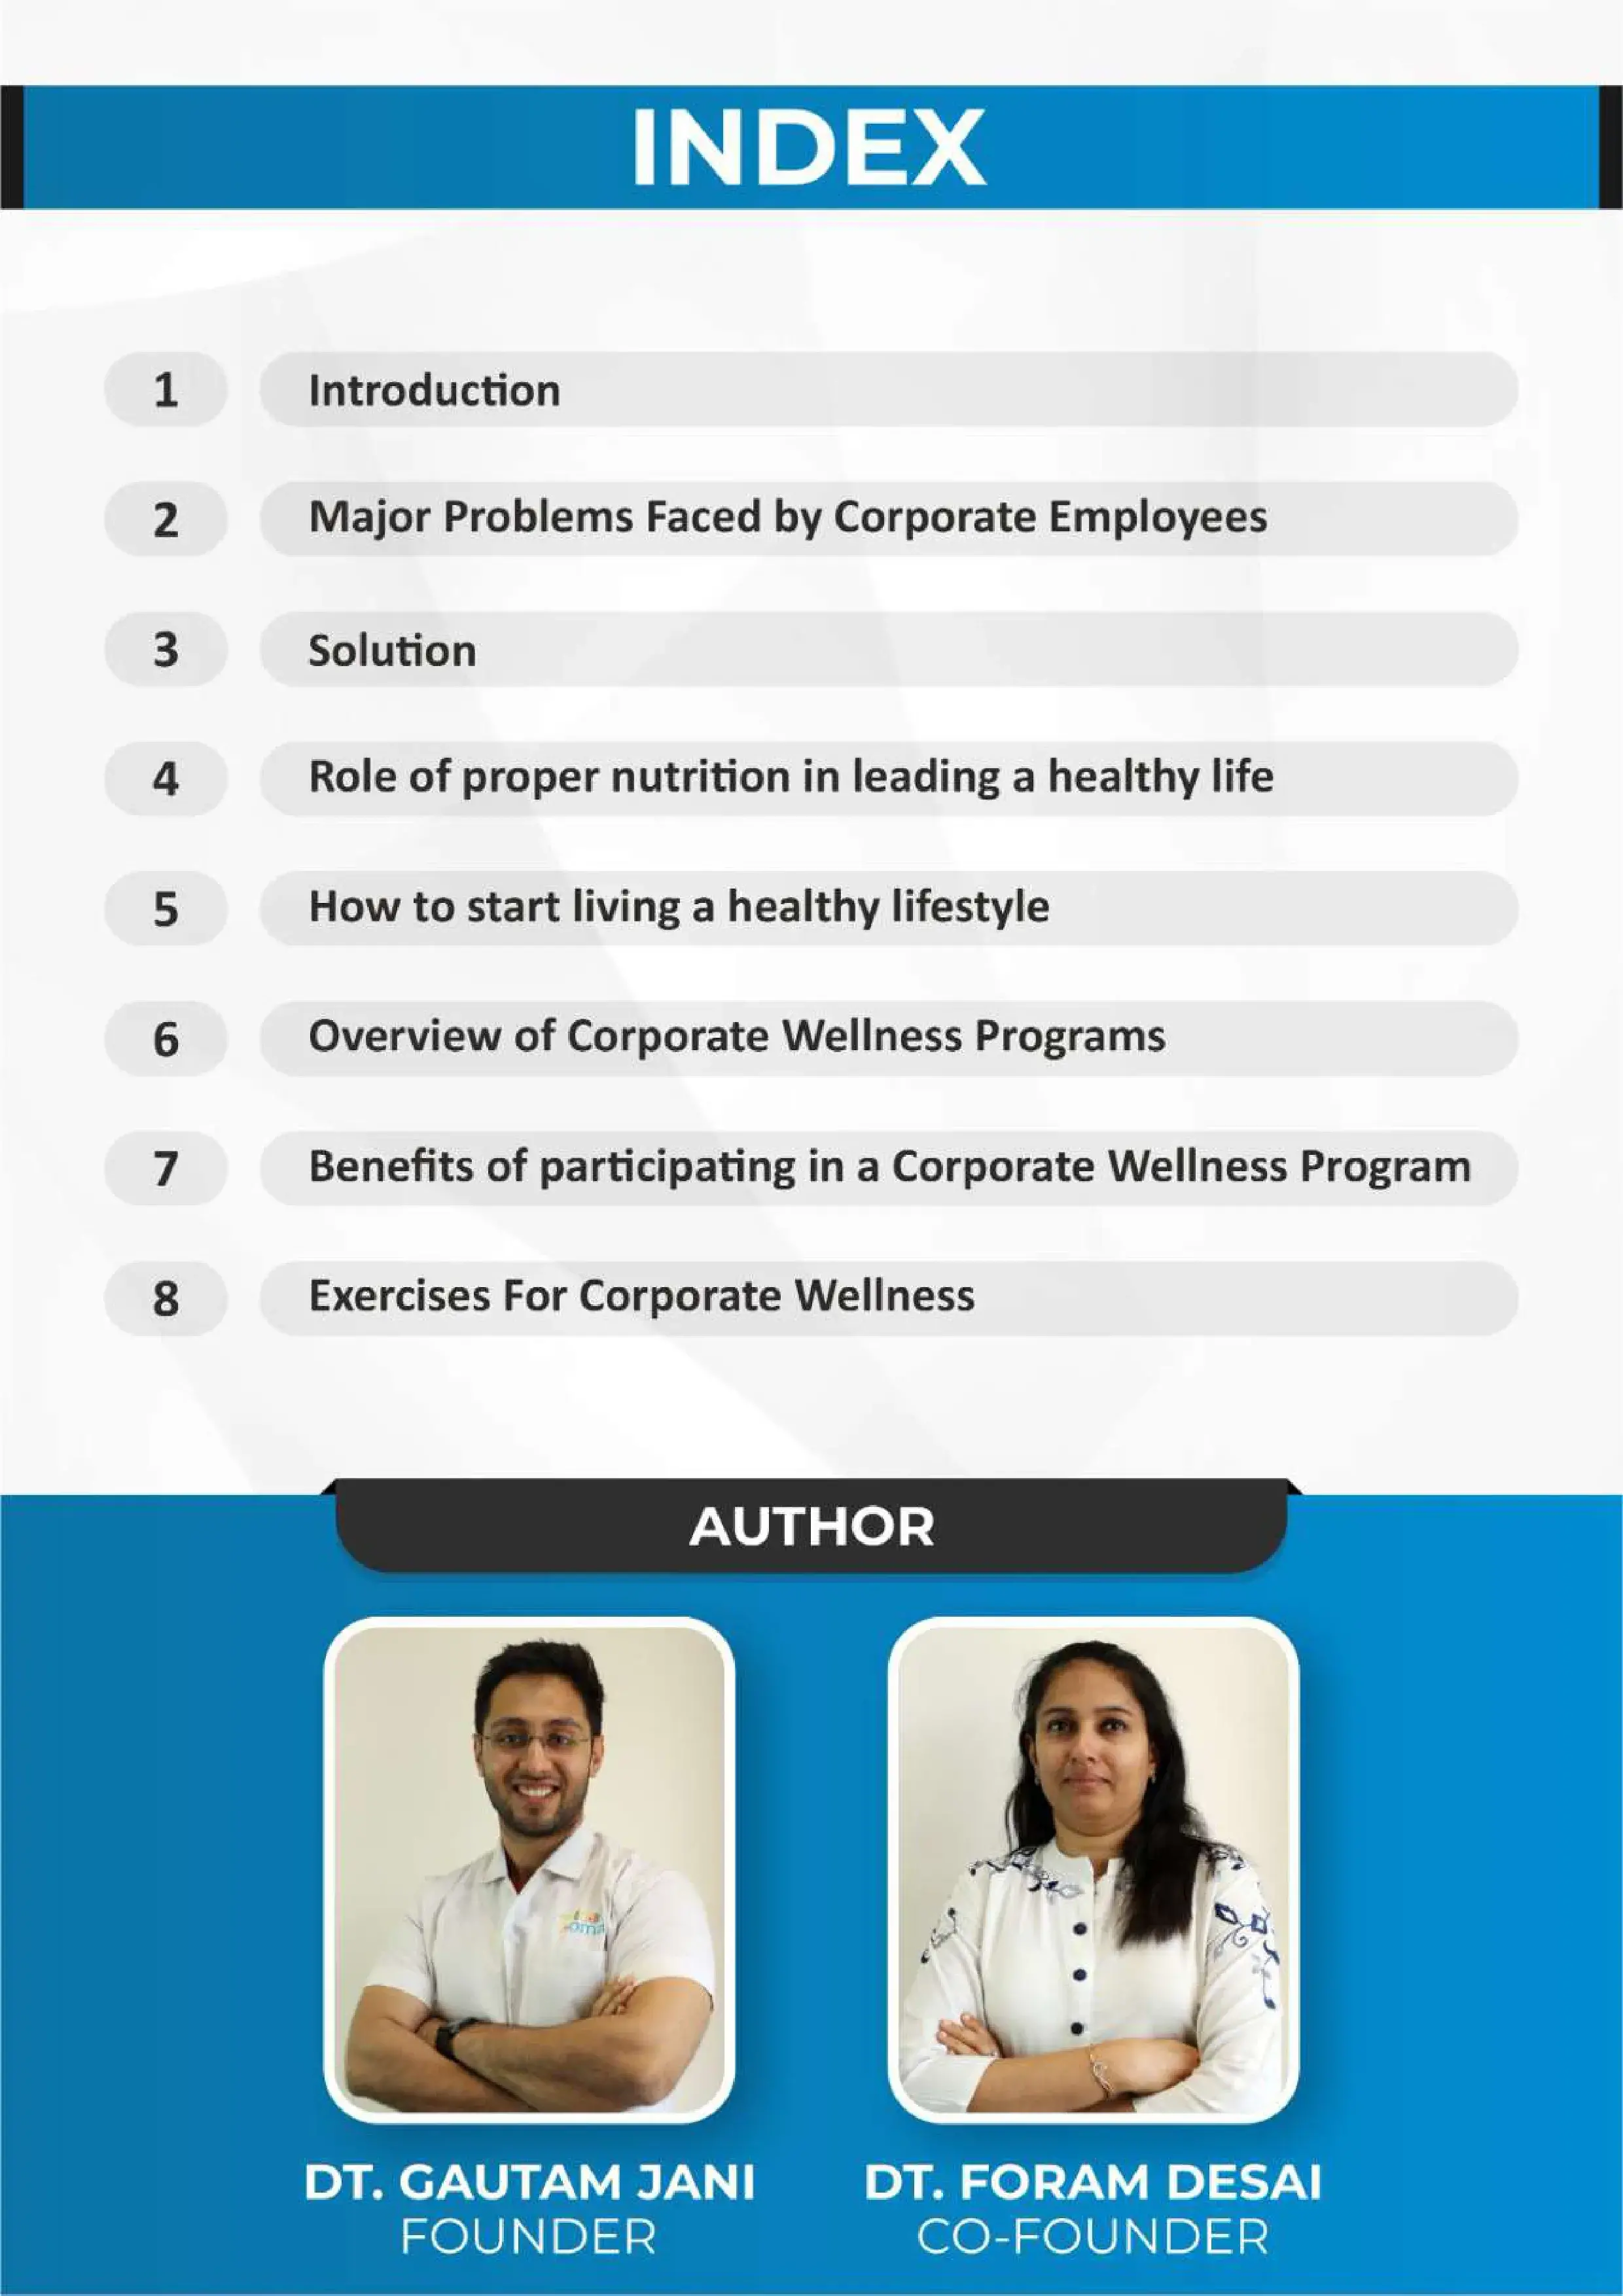 INDEX
1 Introduction
2 Major Problems Faced by Corporate Employees
3 Solution
4 Role of proper nutrition in leading a healthy life
5 How to start living a healthy lifestyle
6 Overview of Corporate Wellness Programs
7 Benefits of participating in a Corporate Wellness Program
8 Exercises For Corporate Wellness
AUTHOR
DT. GAUTAM JANI
FOUNDER
DT. FORAM DESAI
CO-FOUNDER